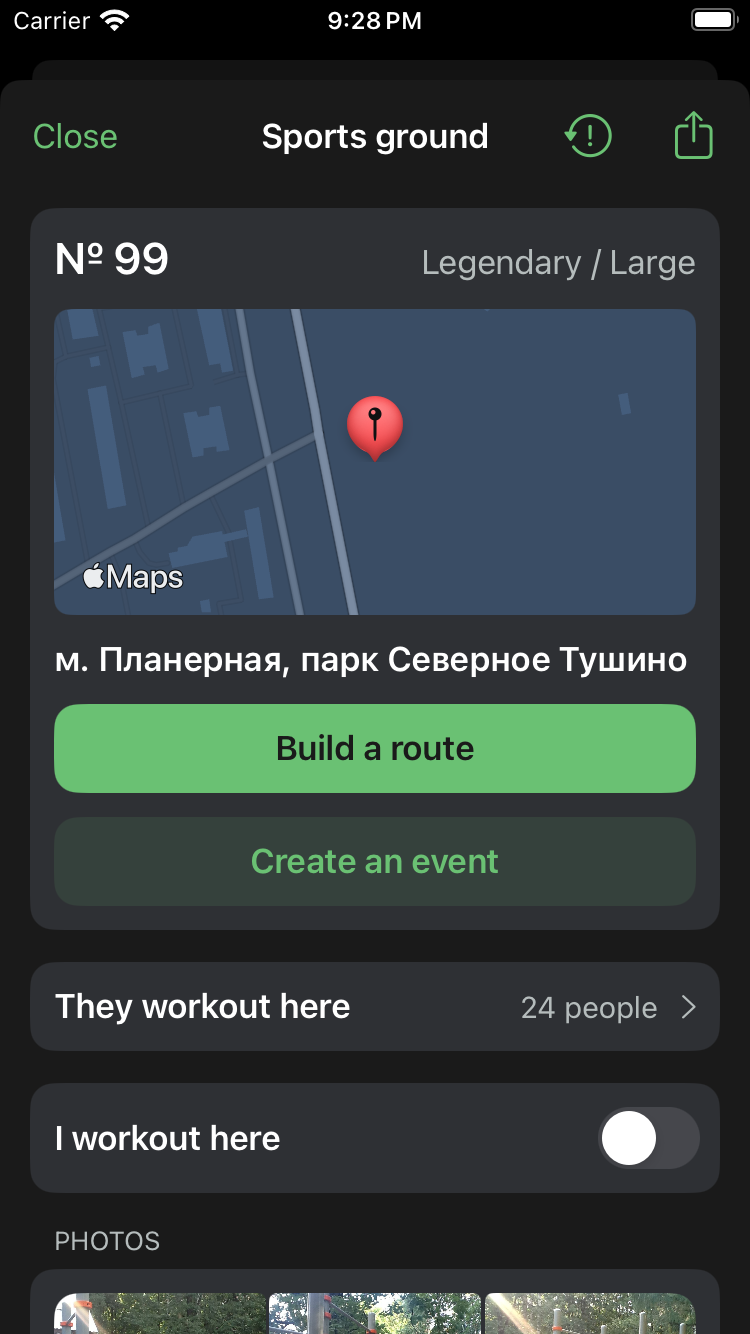 Carrier 9:28 PM
Close Sports ground
Nº 99 Legendary / Large
Maps
м. Планерная, парк Северное Тушино
Build a route
Create an event
They workout here 24 people
I workout here
PHOTOS